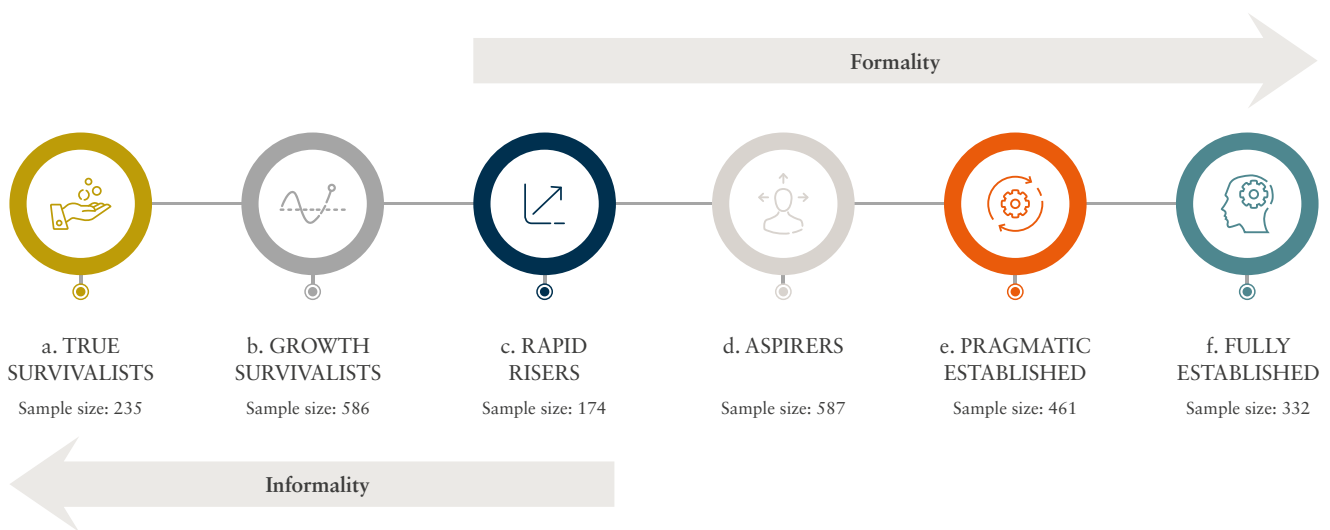 Formality
a. TRUE
SURVIVALISTS
Sample size: 235
b. GROWTH
SURVIVALISTS
Sample size: 586
c. RAPID
RISERS
Sample size: 174
d. ASPIRERS
Sample size: 587
e. PRAGMATIC
ESTABLISHED
Sample size: 461
f. FULLY
ESTABLISHED
Sample size: 332
Informality